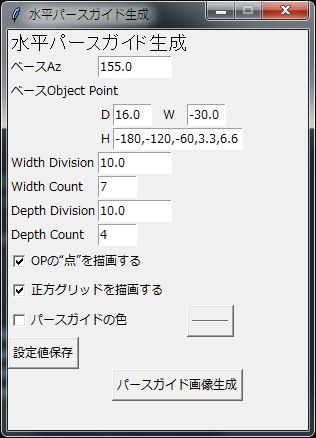 水平パースガイド生成
水平パースガイド生成
ベースAz 155.0
ベースObject Point
D 16.0 W -30.0
H -180,-120,-60,3.3,6.6
Width Division 10.0
Width Count 7
Depth Division 10.0
Depth Count 4
OPの“点”を描画する
正方グリッドを描画する
パースガイドの色
設定値保存
パースガイド画像生成